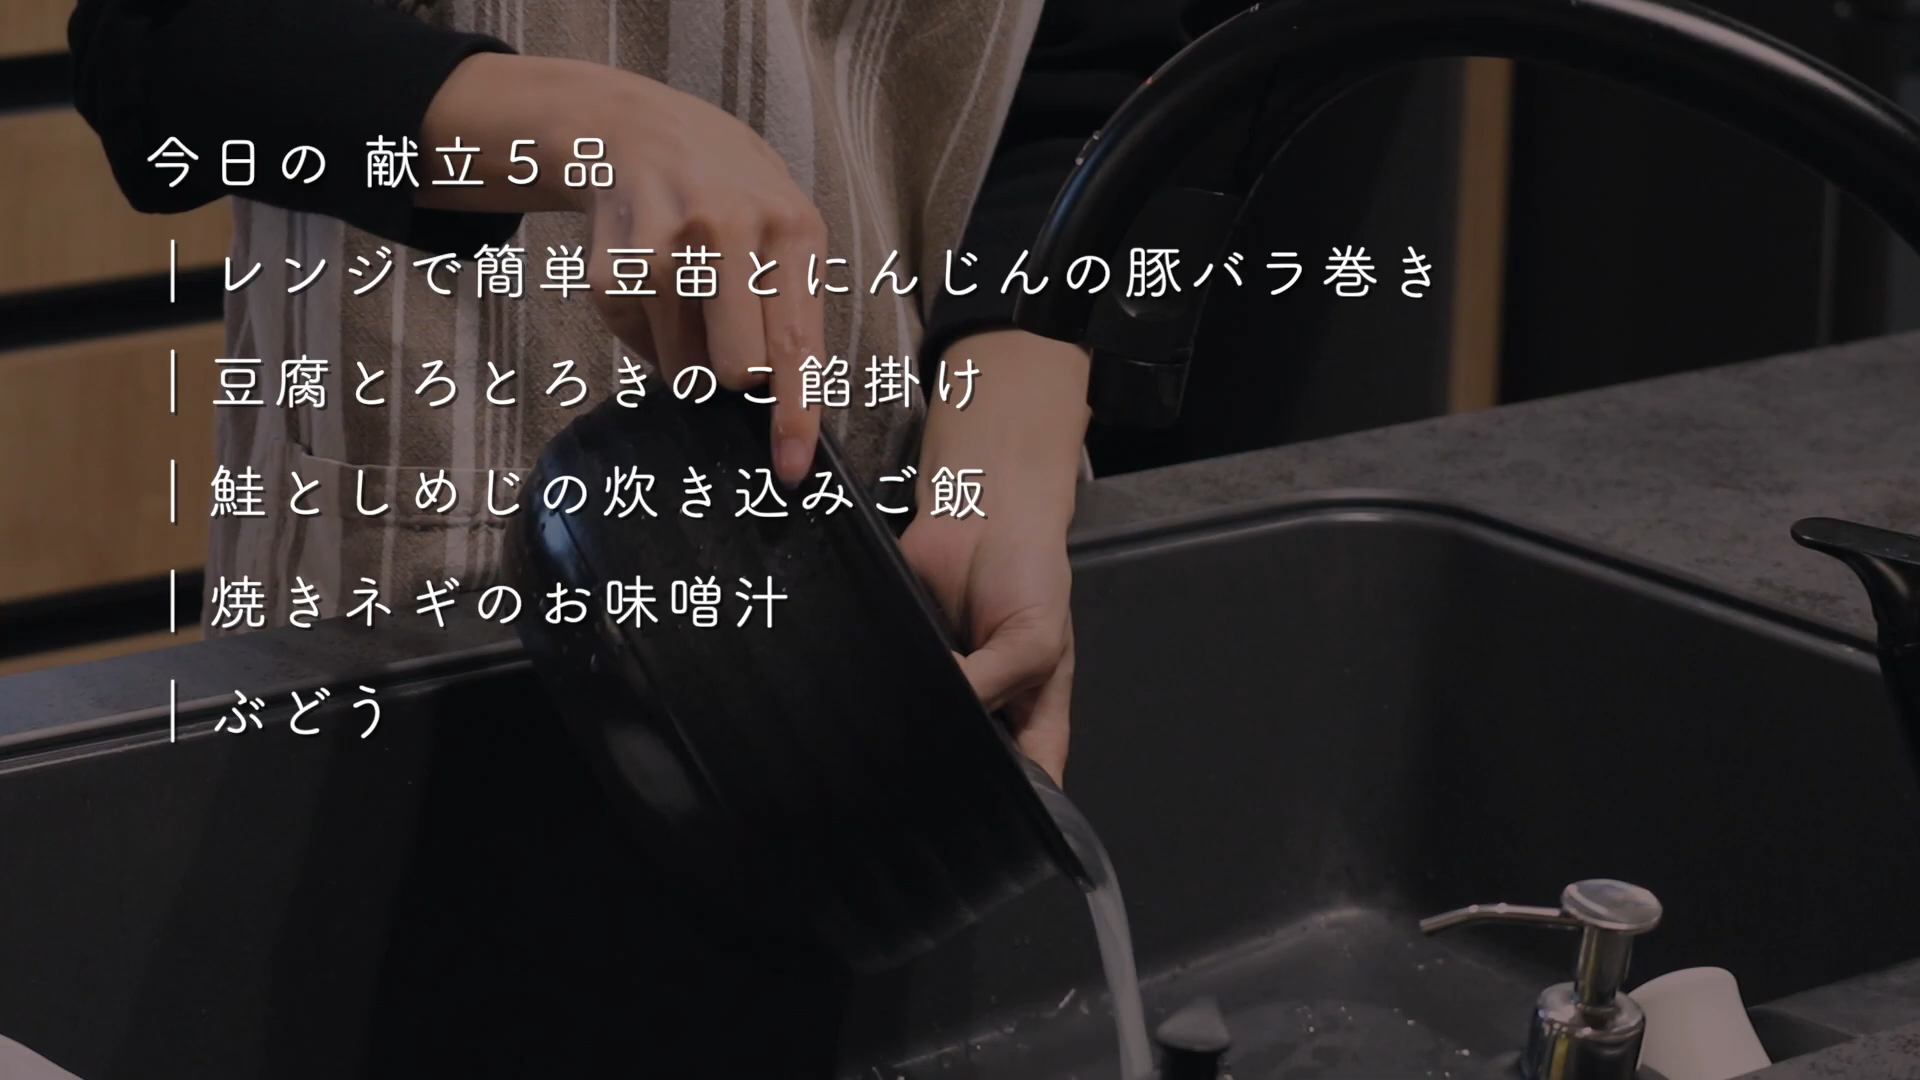 今日の 献立５品
｜レンジで簡単豆苗とにんじんの豚バラ巻き
｜豆腐とろとろきのこ餡掛け
｜鮭としめじの炊き込みご飯
｜焼きネギのお味噌汁
｜ぶどう